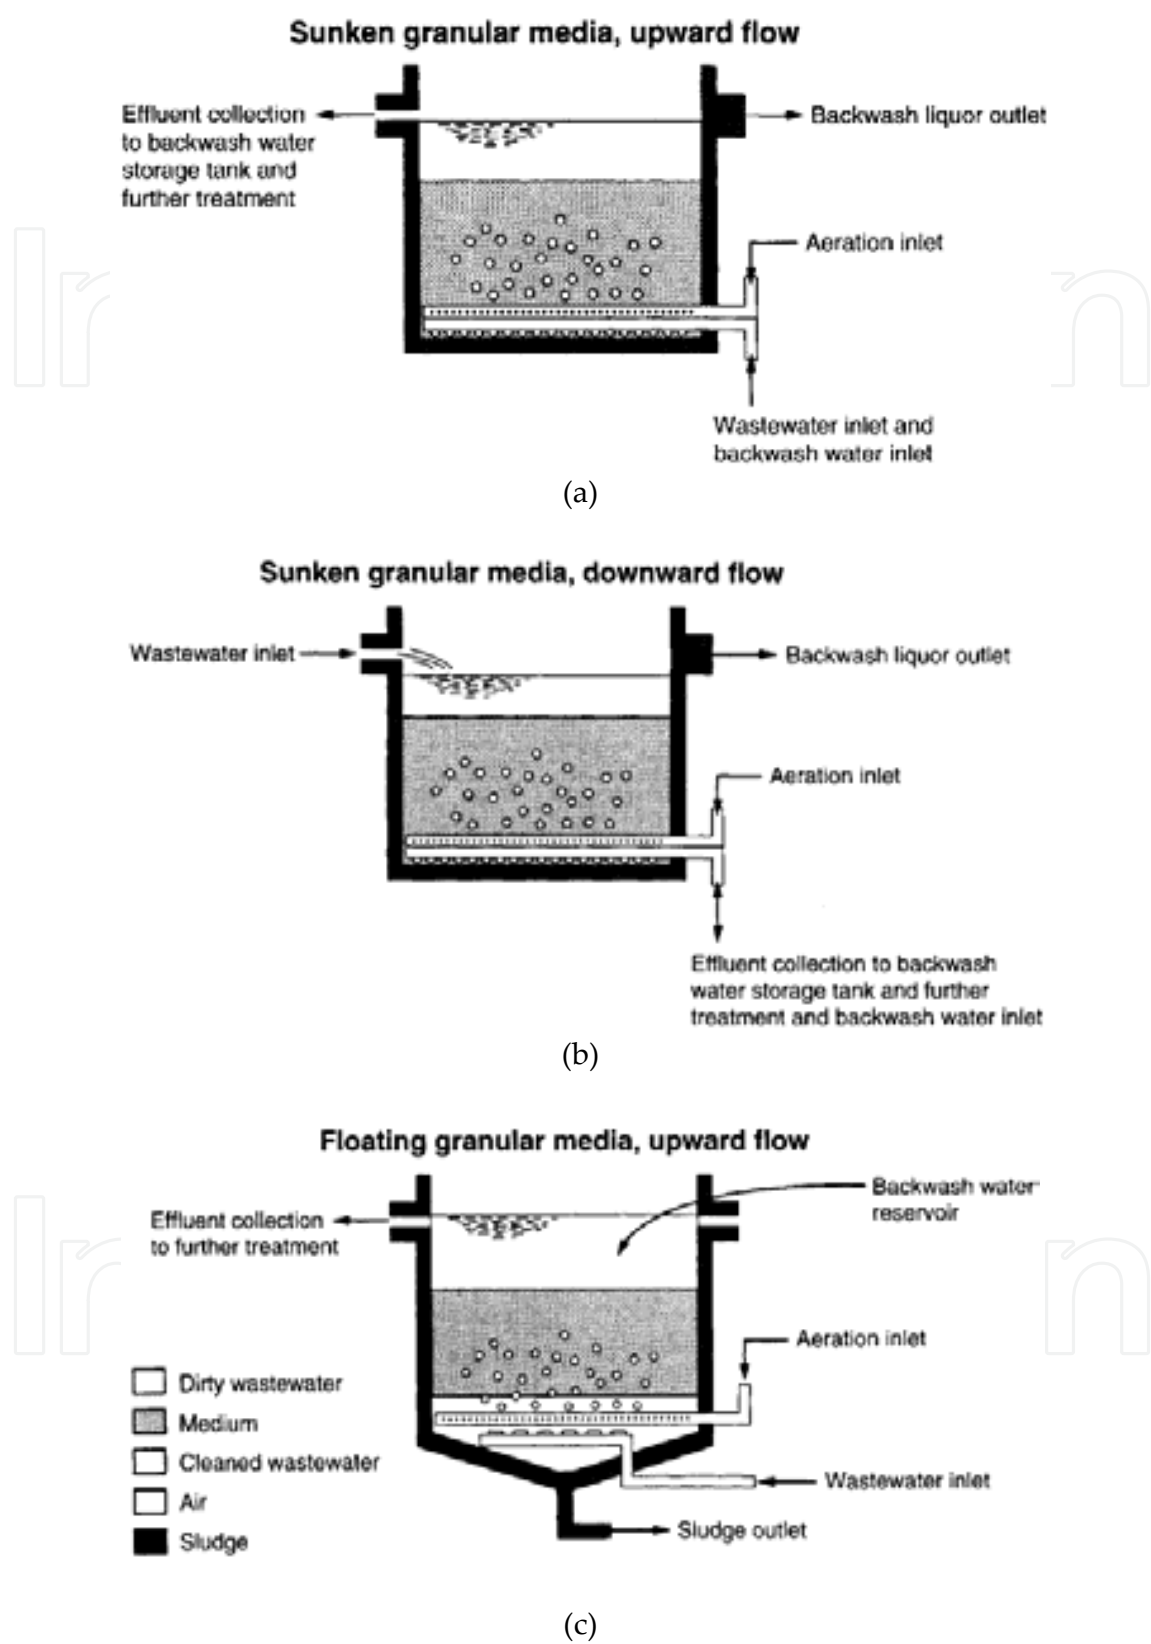 Sunken granular media, upward flow
Effluent collection
to backwash water
storage tank and
further treatment
Backwash liquor outlet
Aeration inlet
Wastewater inlet and
backwash water inlet
(a)
Sunken granular media, downward flow
Wastewater inlet
Backwash liquor outlet
Aeration inlet
Effluent collection to backwash
water storage tank and further
treatment and backwash water inlet
(b)
Floating granular media, upward flow
Backwash water
reservoir
Effluent collection
to further treatment
Aeration inlet
Dirty wastewater
Medium
Cleaned wastewater
Air
Sludge
Wastewater inlet
Sludge outlet
(c)